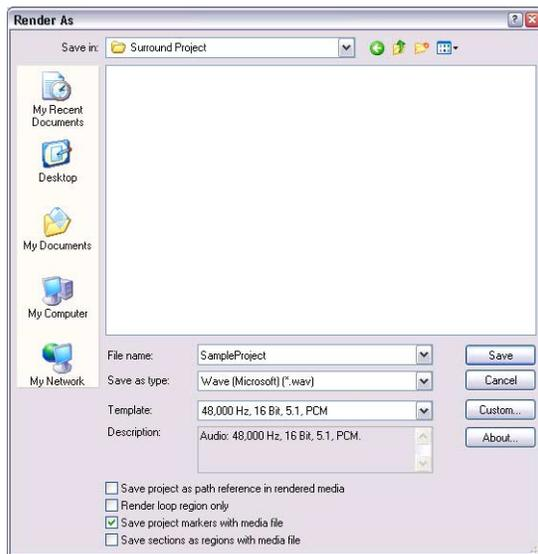 Render As
Save in: Surround Project
My Recent Documents
Desktop
My Documents
My Computer
My Network
File name: SampleProject Save
Save as type: Wave (Microsoft) (*.wav) Cancel
Template: 48,000 Hz, 16 Bit, 5.1, PCM Custom...
Description: Audio: 48,000 Hz, 16 Bit, 5.1, PCM. About...
Save project as path reference in rendered media
Render loop region only
Save project markers with media file
Save sections as regions with media file